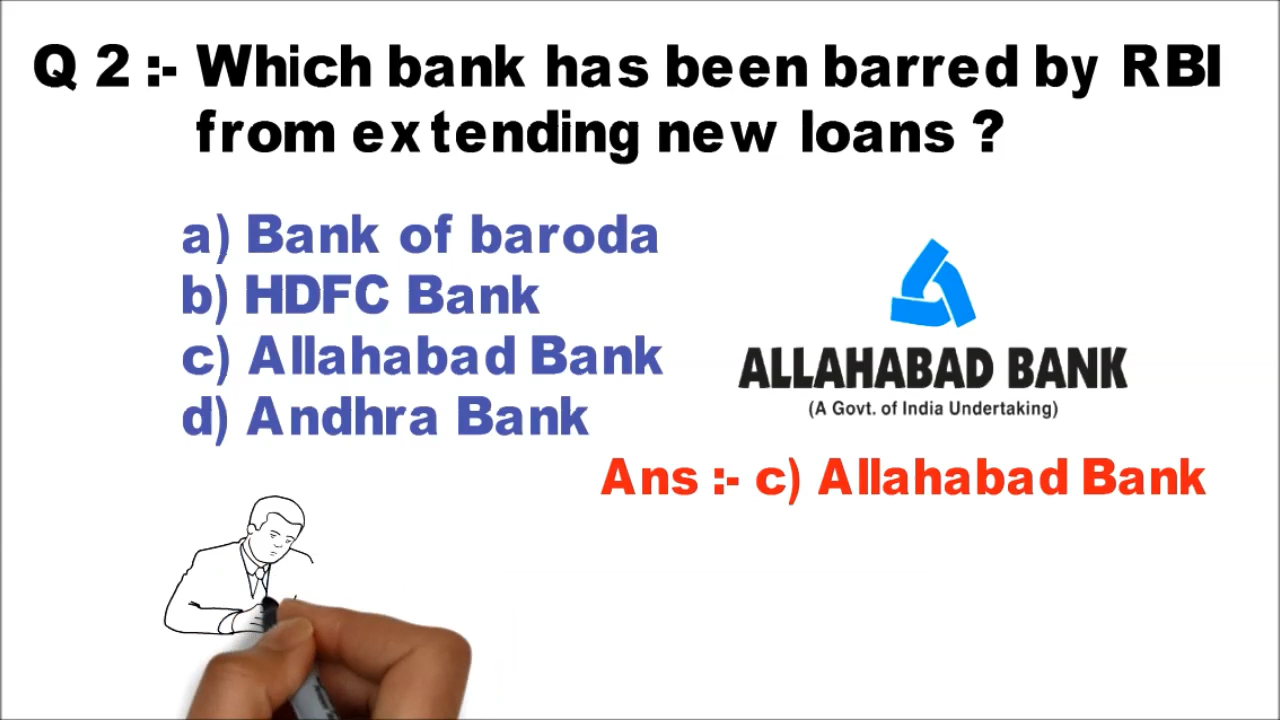 Q 2 :- Which bank has been barred by RBI
from extending new loans ?
a) Bank of baroda
b) HDFC Bank
c) Allahabad Bank
d) Andhra Bank
ALLAHABAD BANK
(A Govt. of India Undertaking)
Ans :- c) Allahabad Bank